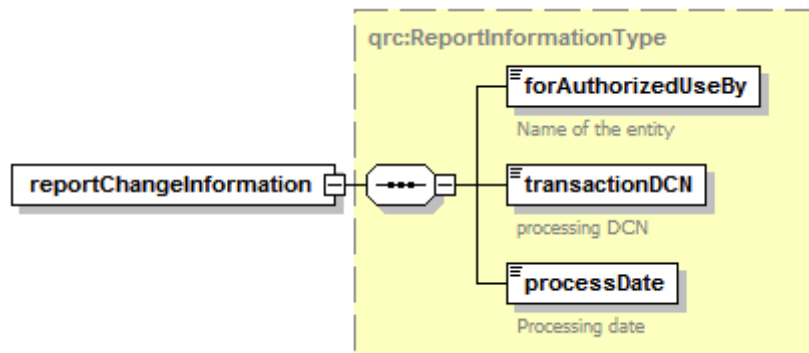 qrc:ReportInformationType
forAuthorizedUseBy
Name of the entity
reportChangeInformation
transactionDCN
processing DCN
processDate
Processing date